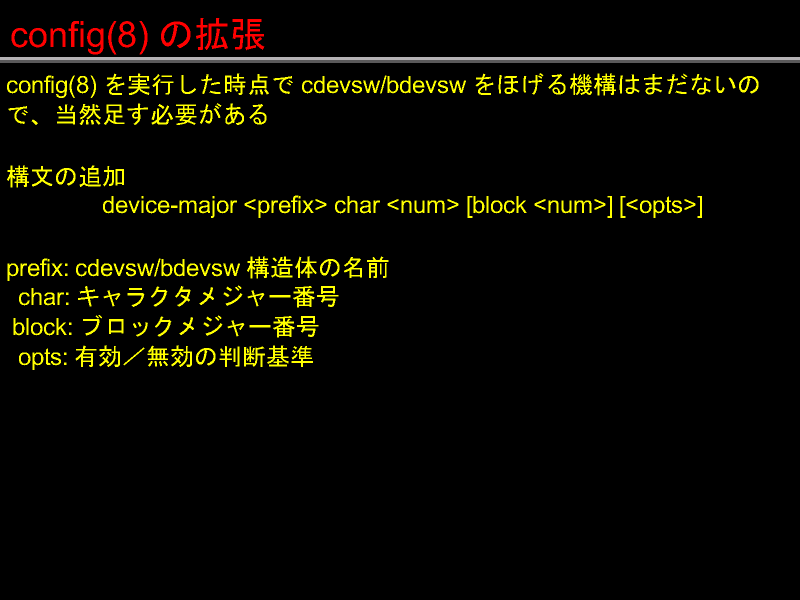 config(8) の拡張
config(8) を実行した時点で cdevsw/bdevsw をほげる機構はまだないの
で、当然足す必要がある
構文の追加
device-major <prefix> char <num> [block <num>] [<opts>]
prefix: cdevsw/bdevsw 構造体の名前
char: キャラクタメジャー番号
block: ブロックメジャー番号
opts: 有効／無効の判断基準